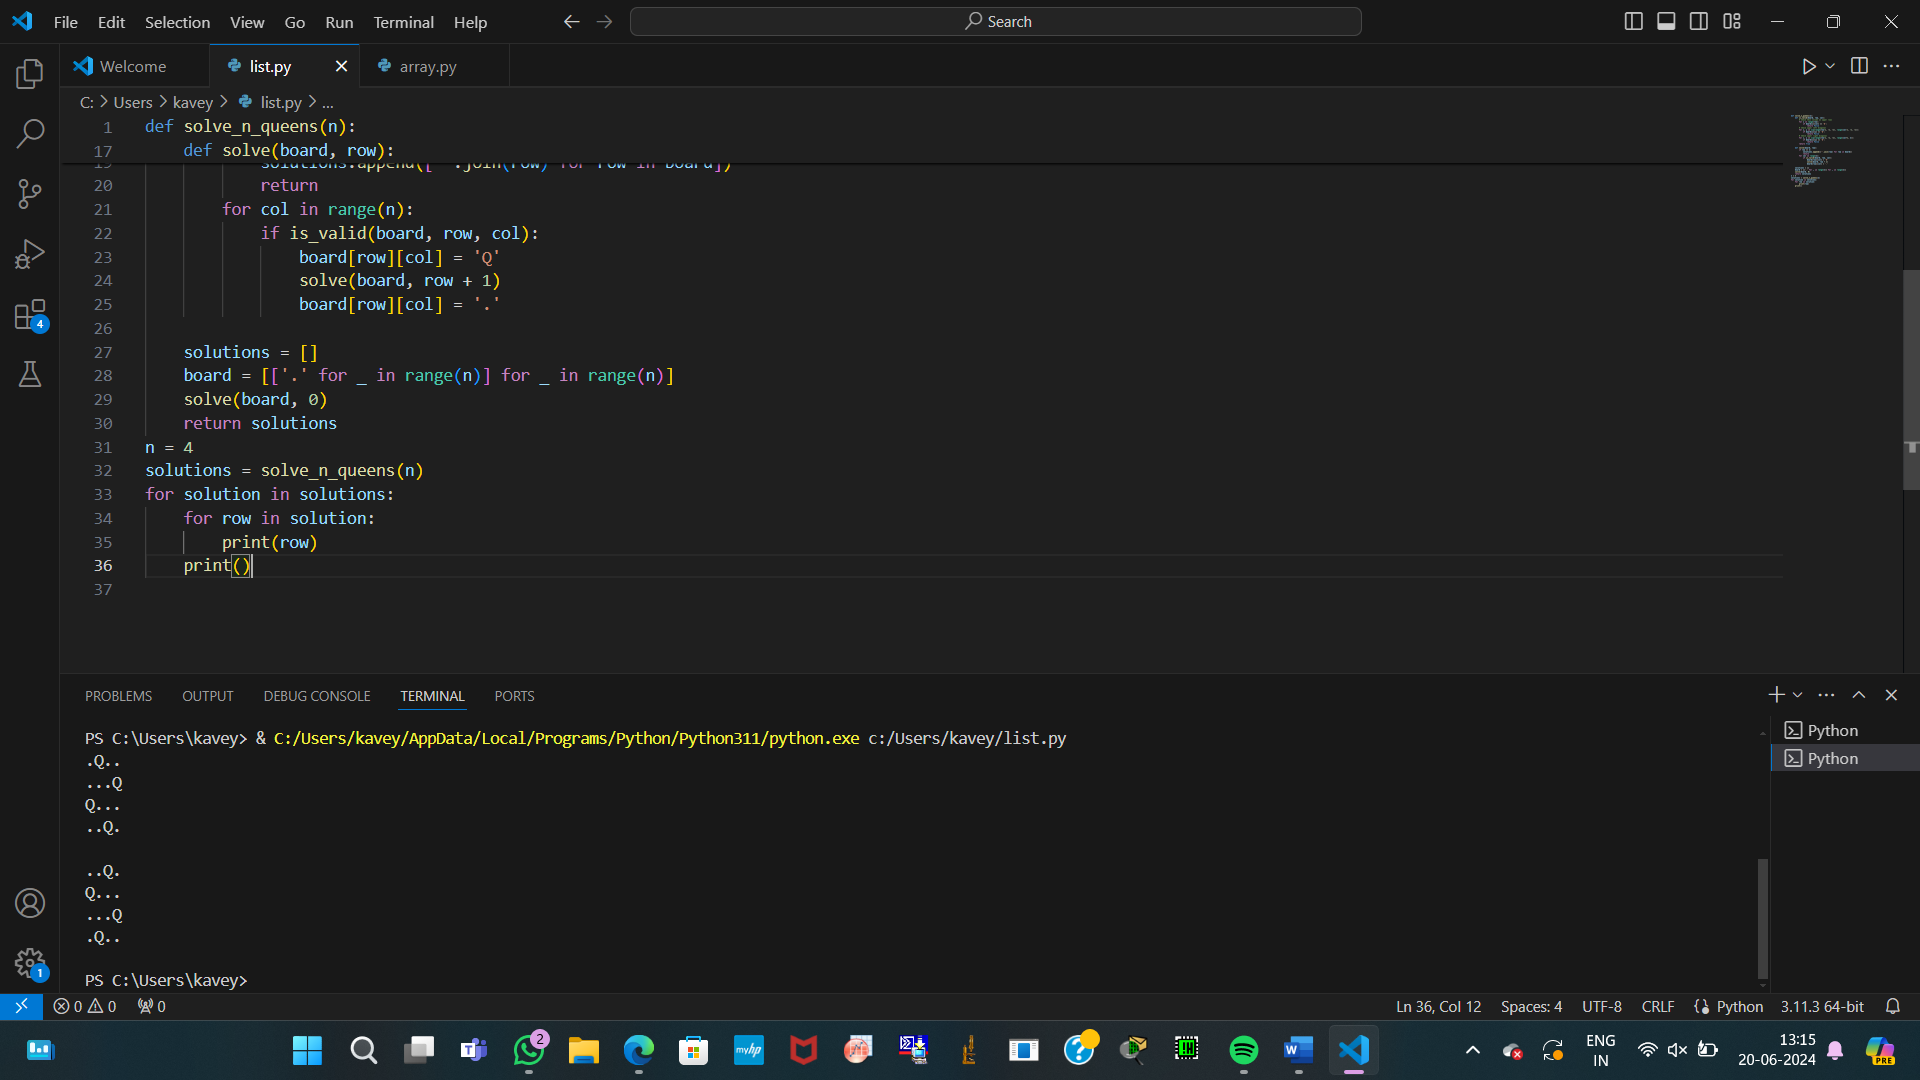 File Edit Selection View Go Run Terminal Help
Search
Welcome
list.py
array.py
C: > Users > kavey > list.py > ...
1 def solve_n_queens(n):
17 def solve(board, row):
20 return
21 for col in range(n):
22 if is_valid(board, row, col):
23 board[row][col] = 'Q'
24 solve(board, row + 1)
25 board[row][col] = '.'
26
27 solutions = []
28 board = [['.' for _ in range(n)] for _ in range(n)]
29 solve(board, 0)
30 return solutions
31 n = 4
32 solutions = solve_n_queens(n)
33 for solution in solutions:
34 for row in solution:
35 print(row)
36 print()
37
4
1
PROBLEMS OUTPUT DEBUG CONSOLE TERMINAL PORTS
PS C:\Users\kavey> & C:/Users/kavey/AppData/Local/Programs/Python/Python311/python.exe c:/Users/kavey/list.py
.Q..
...Q
Q...
..Q.
..Q.
Q...
...Q
.Q..
PS C:\Users\kavey>
Python
Python
0 0 0
Ln 36, Col 12 Spaces: 4 UTF-8 CRLF Python 3.11.3 64-bit
2
myhp
ENG
IN
13:15
20-06-2024
PRE